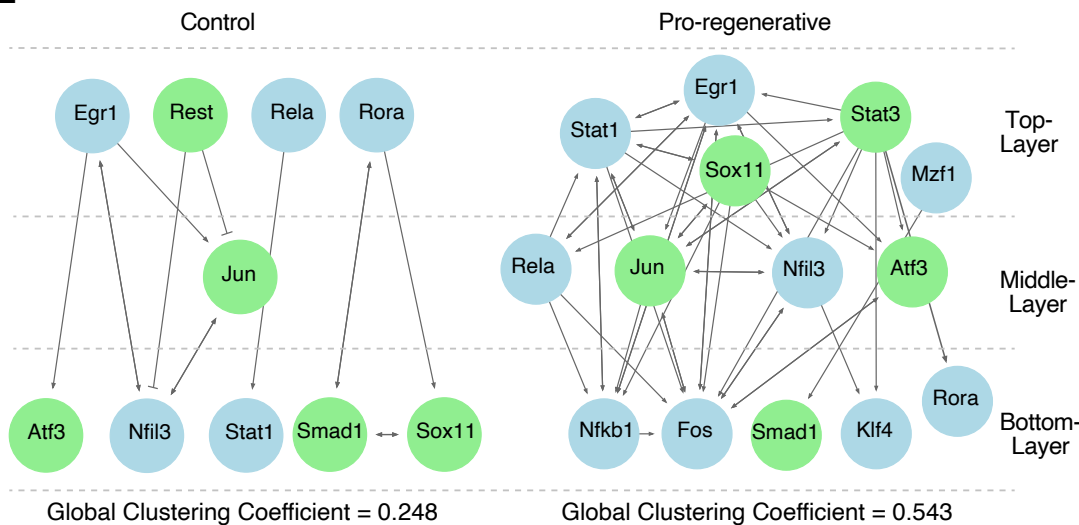 Control
Pro-regenerative
Egr1
Rest
Rela
Rora
Jun
Atf3
Nfil3
Stat1
Smad1
Sox11
Egr1
Stat1
Stat3
Sox11
Mzf1
Rela
Jun
Nfil3
Atf3
Nfkb1
Fos
Smad1
Klf4
Rora
Top-
Layer
Middle-
Layer
Bottom-
Layer
Global Clustering Coefficient = 0.248
Global Clustering Coefficient = 0.543